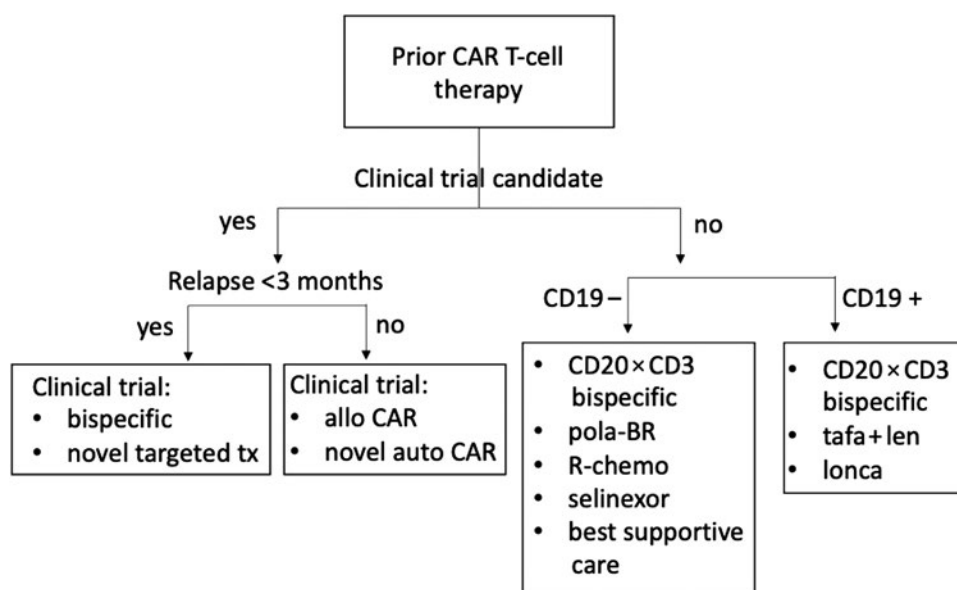 Prior CAR T-cell
therapy
Clinical trial candidate
yes
no
Relapse <3 months
yes
no
CD19 –
CD19 +
Clinical trial:
• bispecific
• novel targeted tx
Clinical trial:
• allo CAR
• novel auto CAR
• CD20 × CD3
bispecific
• pola-BR
• R-chemo
• selinexor
• best supportive
care
• CD20 × CD3
bispecific
• tafa + len
• lonca